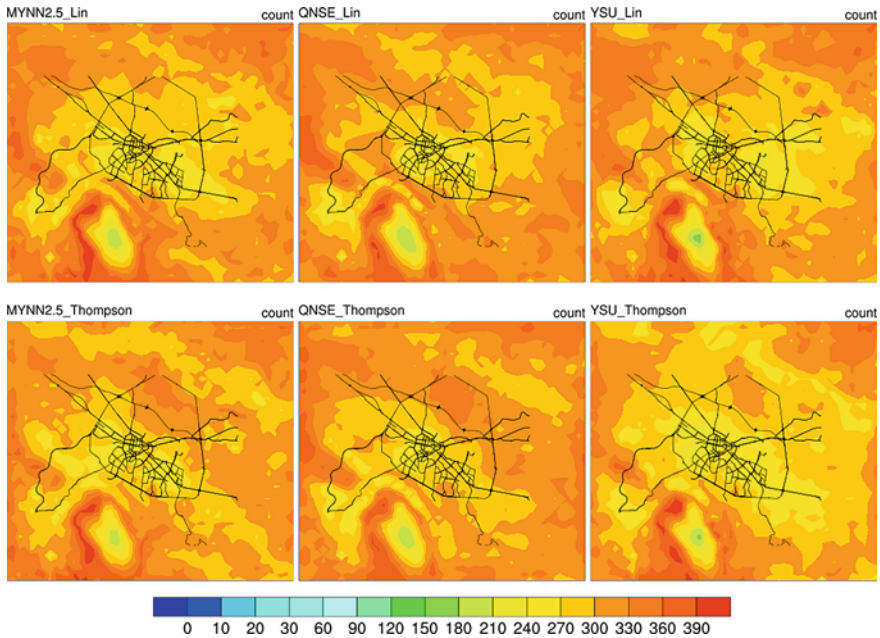 MYNN2.5_Lin count QNSE_Lin count YSU_Lin count
MYNN2.5_Thompson count QNSE_Thompson count YSU_Thompson count
0 10 20 30 60 90 120 150 180 210 240 270 300 330 360 390